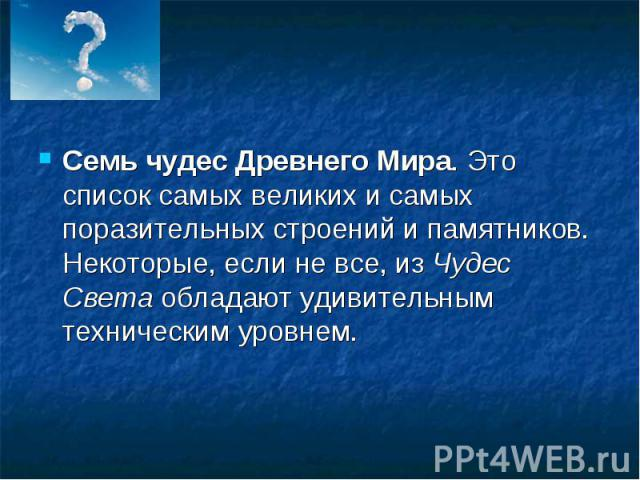 ?
Семь чудес Древнего Мира. Это
список самых великих и самых
поразительных строений и памятников.
Некоторые, если не все, из Чудес
Света обладают удивительным
техническим уровнем.
PPt4WEB.ru